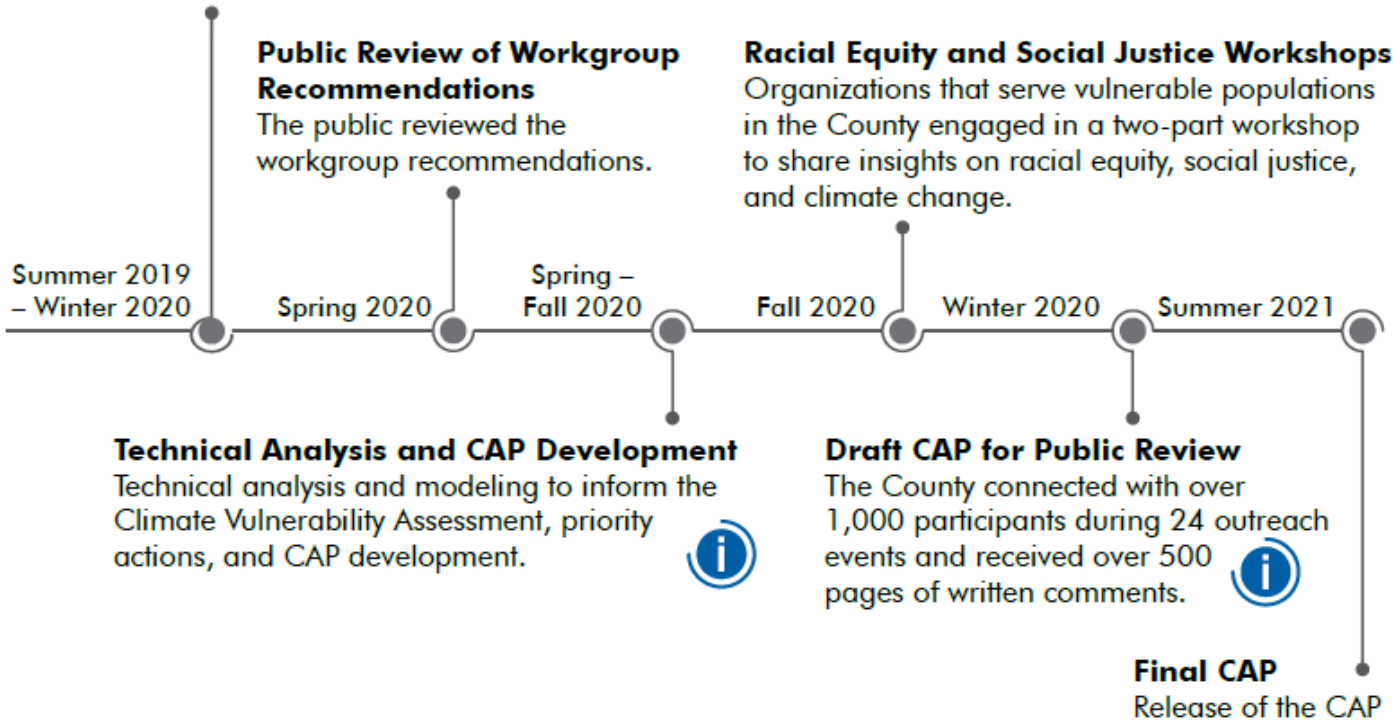 Public Review of Workgroup
Recommendations
The public reviewed the
workgroup recommendations.
Racial Equity and Social Justice Workshops
Organizations that serve vulnerable populations
in the County engaged in a two-part workshop
to share insights on racial equity, social justice,
and climate change.
Summer 2019
– Winter 2020
Spring 2020
Spring –
Fall 2020
Fall 2020
Winter 2020
Summer 2021
Technical Analysis and CAP Development
Technical analysis and modeling to inform the
Climate Vulnerability Assessment, priority
actions, and CAP development.
i
Draft CAP for Public Review
The County connected with over
1,000 participants during 24 outreach
events and received over 500
pages of written comments.
i
Final CAP
Release of the CAP